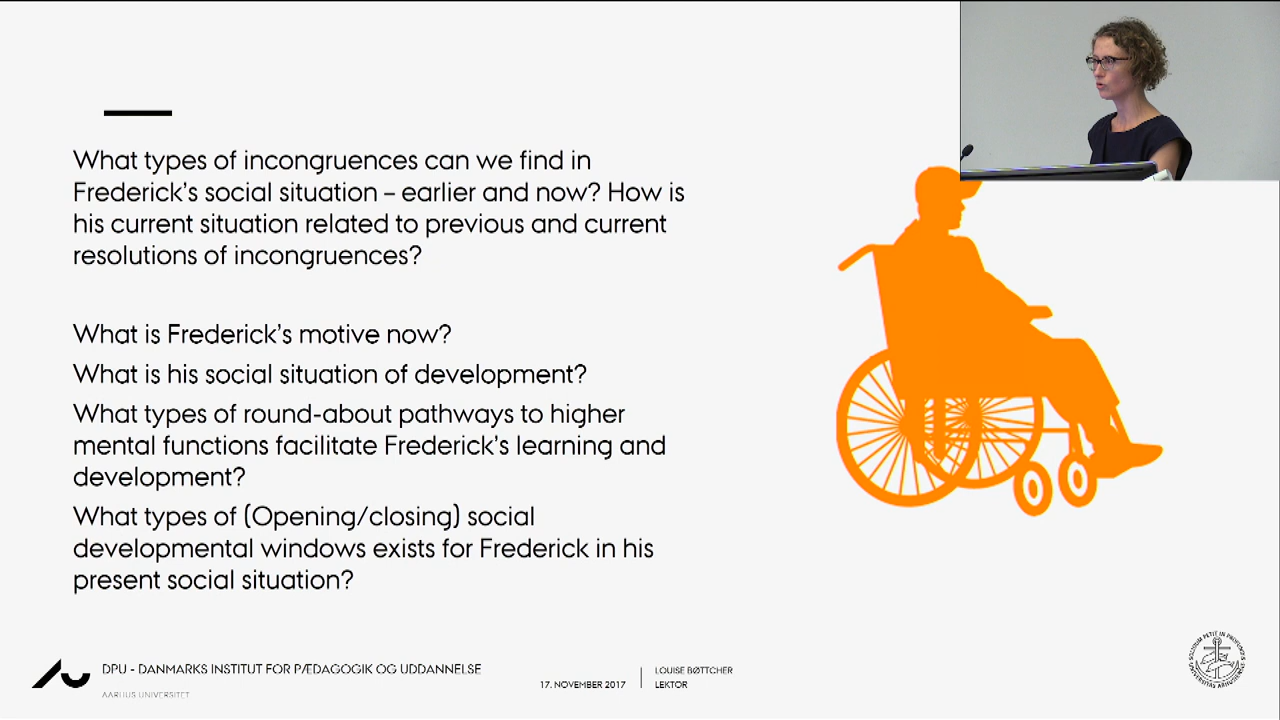 What types of incongruences can we find in
Frederick's social situation – earlier and now? How is
his current situation related to previous and current
resolutions of incongruences?
What is Frederick's motive now?
What is his social situation of development?
What types of round-about pathways to higher
mental functions facilitate Frederick's learning and
development?
What types of (Opening/closing) social
developmental windows exists for Frederick in his
present social situation?
DPU - DANMARKS INSTITUT FOR PÆDAGOGIK OG UDDANNELSE
AARHUS UNIVERSITET
17. NOVEMBER 2017
LOUISE BØTTCHER
LEKTOR